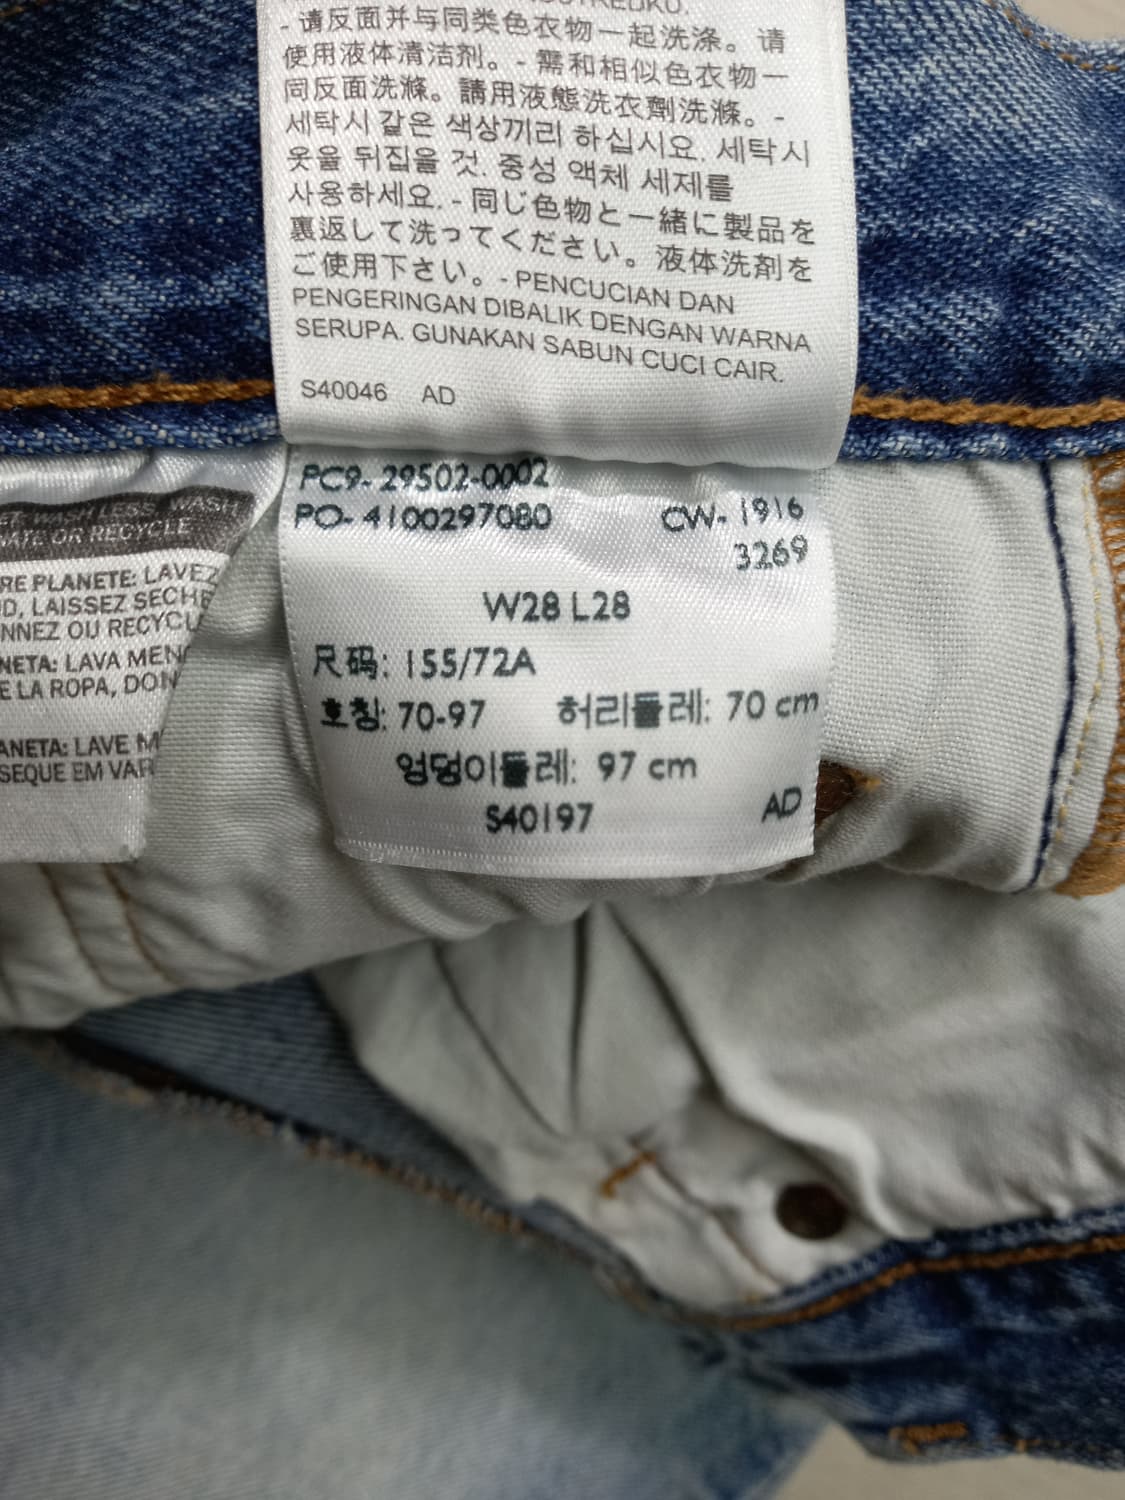 - 请反面并与同类色衣物一起洗涤。请
使用液体清洁剂。- 需和相似色衣物一
同反面洗滌。請用液態洗衣劑洗滌。-
세탁시 같은 색상끼리 하십시요. 세탁시
옷을 뒤집을 것. 중성 액체 세제를
사용하세요. - 同じ色物と一緒に製品を
裏返して洗ってください。液体洗剤を
ご使用下さい。- PENCUCIAN DAN
PENGERINGAN DIBALIK DENGAN WARNA
SERUPA. GUNAKAN SABUN CUCI CAIR.
S40046 AD
PC9- 29502-0002
PO- 4100297080 CW- 1916
3269
W28 L28
尺码: 155/72A
호칭: 70-97 허리둘레: 70 cm
엉덩이둘레: 97 cm
S40197 AD
WASH
OR RECYCLE
PLANETE: LAVEZ
LAISSEZ SECHE
OU RECYCL
LAVA MEN
LA ROPA, DON
LAVE
SEQUE EM VAR